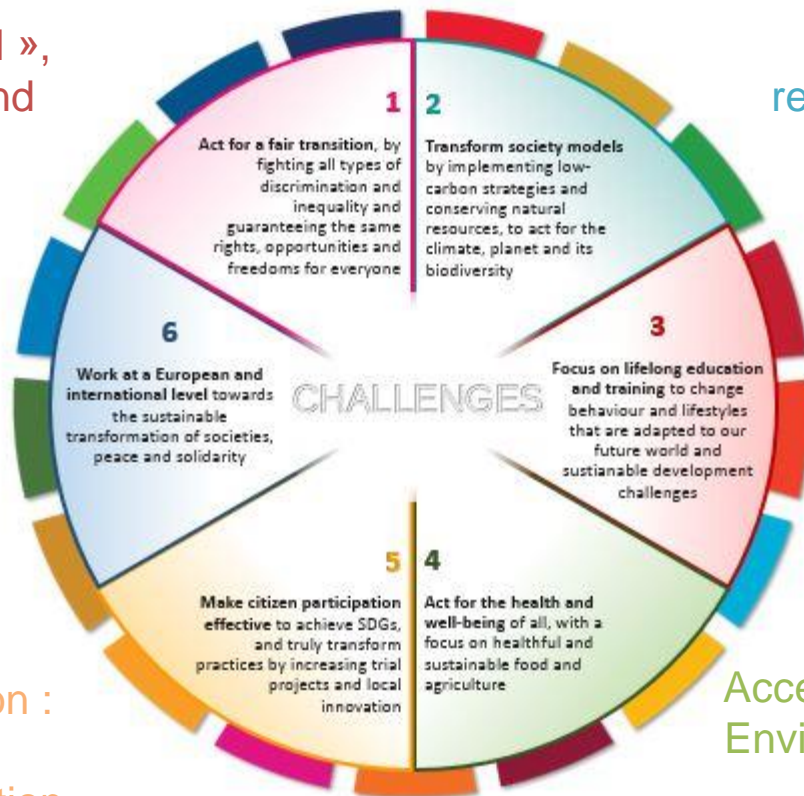 »,
1
Act for a fair transition, by
fighting all types of
discrimination and
inequality and
guaranteeing the same
rights, opportunities and
freedoms for everyone
2
Transform society models
by implementing low-
carbon strategies and
conserving natural
resources, to act for the
climate, planet and its
biodiversity
3
Focus on lifelong education
and training to change
behaviour and lifestyles
that are adapted to our
future world and
sustianable development
challenges
CHALLENGES
6
Work at a European and
international level towards
the sustainable
transformation of societies,
peace and solidarity
5
Make citizen participation
effective to achieve SDGs,
and truly transform
practices by increasing trial
projects and local
innovation
4
Act for the health and
well-being of all, with a
focus on healthful and
sustainable food and
agriculture